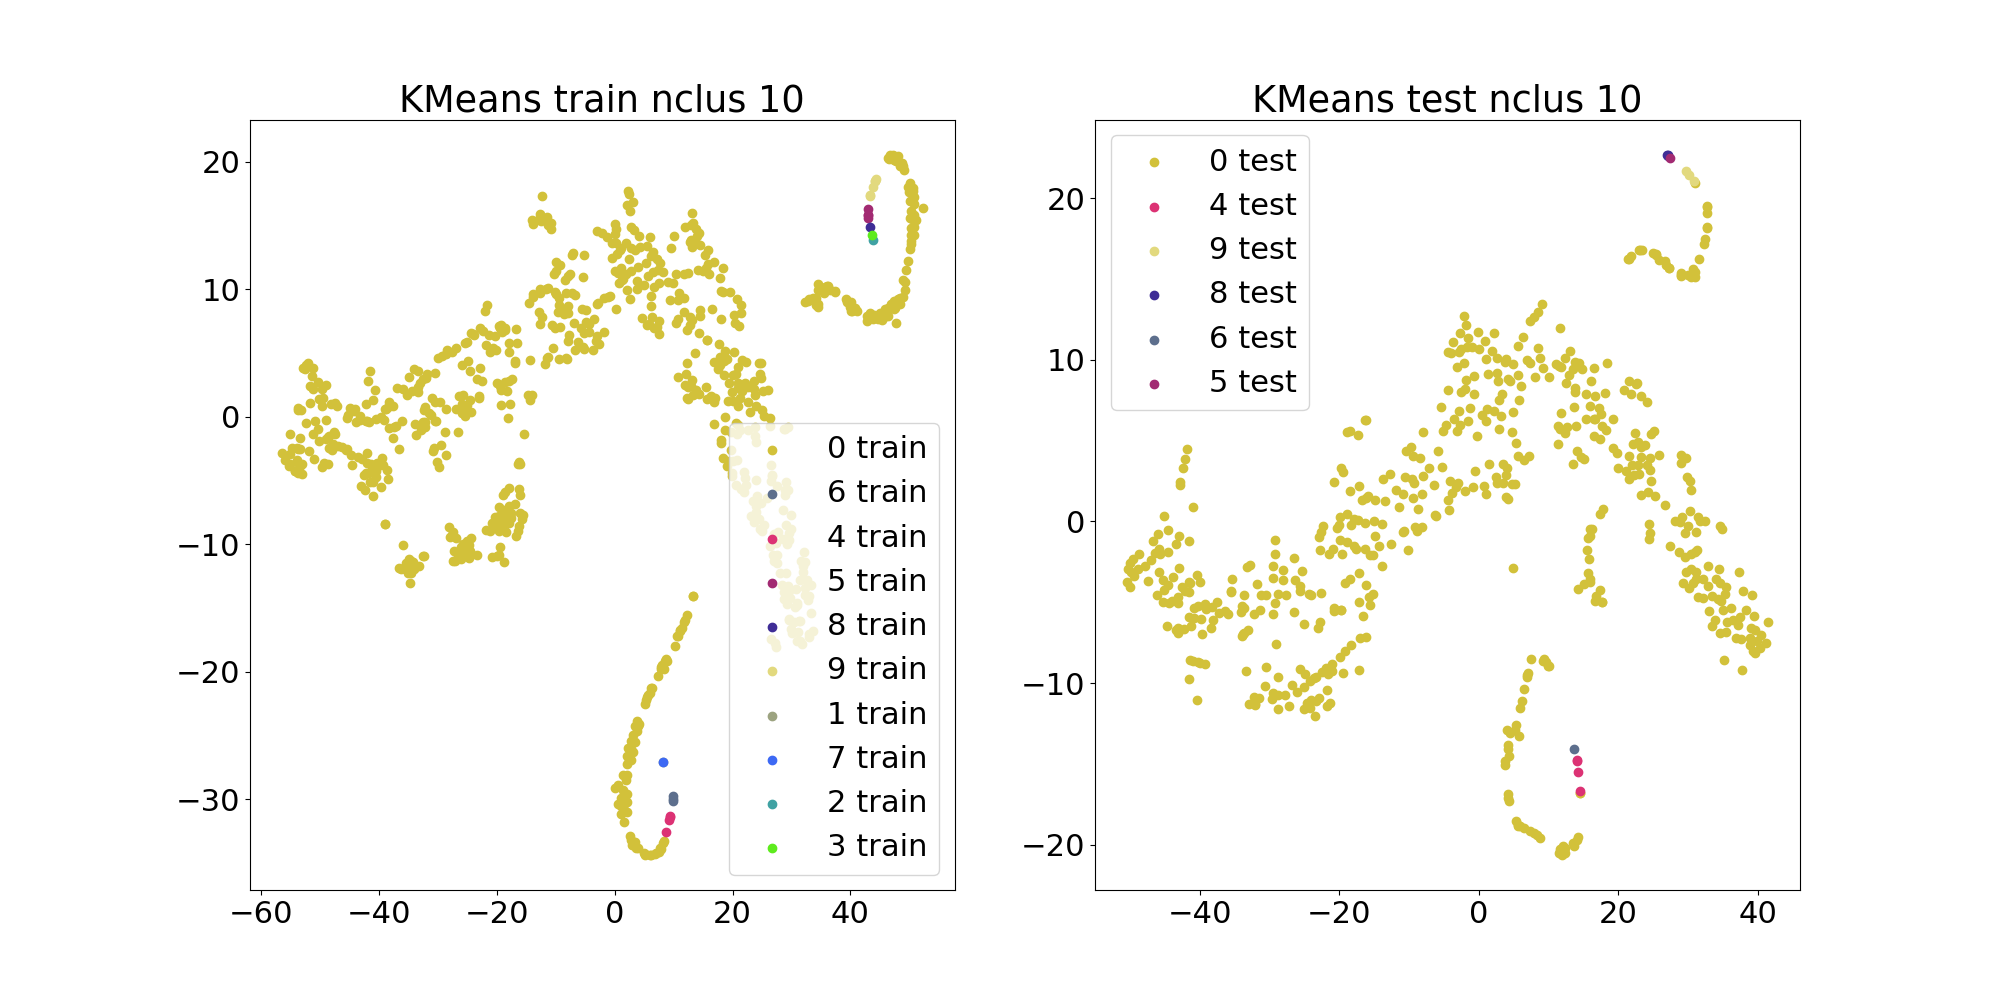 KMeans train nclus 10
20
10
0
−10
−20
−30
−60
−40
−20
0
20
40
0 train
6 train
4 train
5 train
8 train
9 train
1 train
7 train
2 train
3 train
KMeans test nclus 10
20
10
0
−10
−20
−40
−20
0
20
40
0 test
4 test
9 test
8 test
6 test
5 test